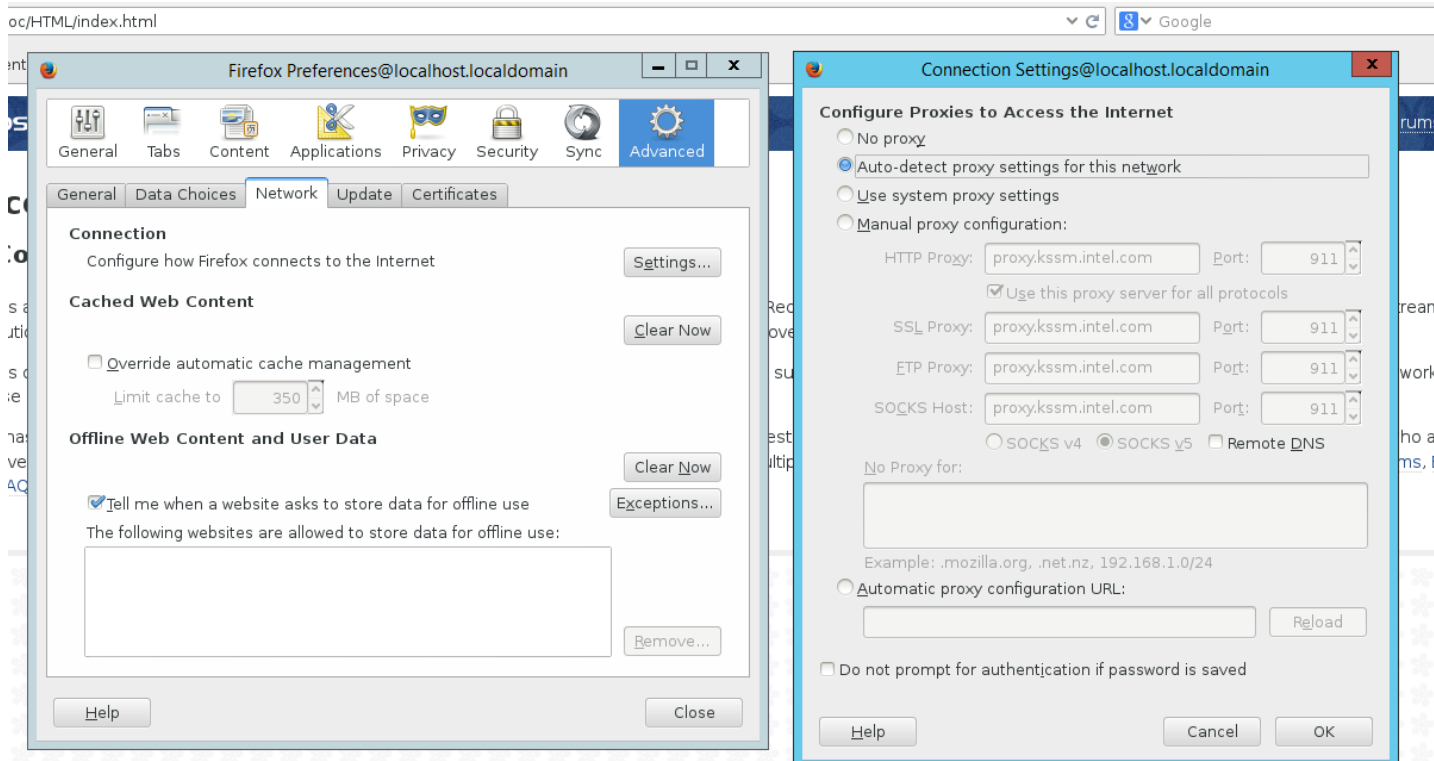 oc/HTML/index.html
Google
Firefox Preferences@localhost.localdomain
General
Tabs
Content
Applications
Privacy
Security
Sync
Advanced
General
Data Choices
Network
Update
Certificates
Connection
Configure how Firefox connects to the Internet
Settings...
Cached Web Content
Clear Now
Override automatic cache management
Limit cache to 350 MB of space
Offline Web Content and User Data
Clear Now
Tell me when a website asks to store data for offline use
Exceptions...
The following websites are allowed to store data for offline use:
Remove...
Help
Close
Connection Settings@localhost.localdomain
Configure Proxies to Access the Internet
No proxy
Auto-detect proxy settings for this network
Use system proxy settings
Manual proxy configuration:
HTTP Proxy: proxy.kssm.intel.com Port: 911
Use this proxy server for all protocols
SSL Proxy: proxy.kssm.intel.com Port: 911
FTP Proxy: proxy.kssm.intel.com Port: 911
SOCKS Host: proxy.kssm.intel.com Port: 911
SOCKS v4 SOCKS v5 Remote DNS
No Proxy for:
Example: .mozilla.org, .net.nz, 192.168.1.0/24
Automatic proxy configuration URL:
Reload
Do not prompt for authentication if password is saved
Help
Cancel
OK